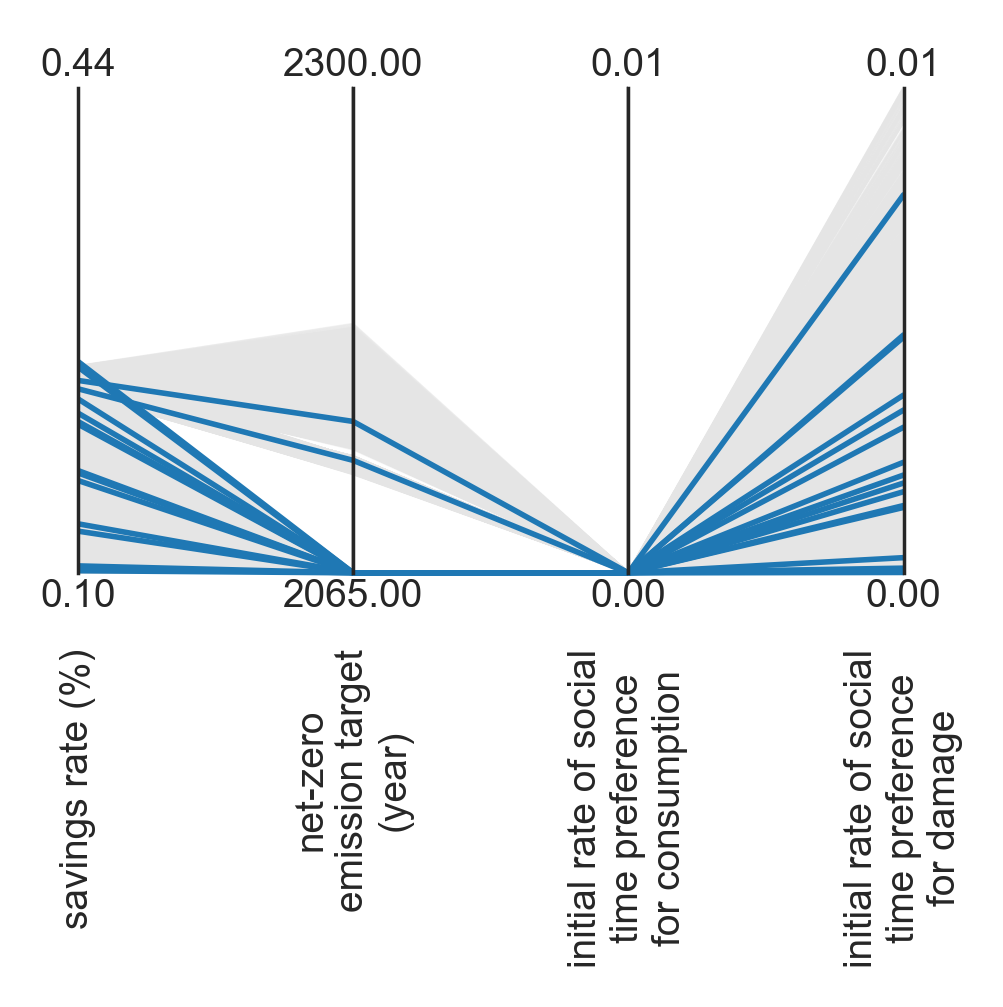 0.44
2300.00
0.01
0.01
0.10
2065.00
0.00
0.00
savings rate (%)
net-zero
emission target
(year)
initial rate of social
time preference
for consumption
initial rate of social
time preference
for damage